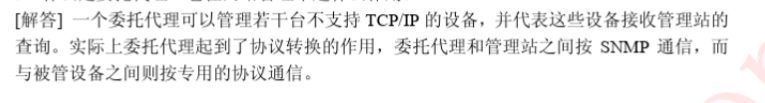 [解答] 一个委托代理可以管理若干台不支持 TCP/IP 的设备，并代表这些设备接收管理站的
查询。实际上委托代理起到了协议转换的作用，委托代理和管理站之间按 SNMP 通信，而
与被管设备之间则按专用的协议通信。